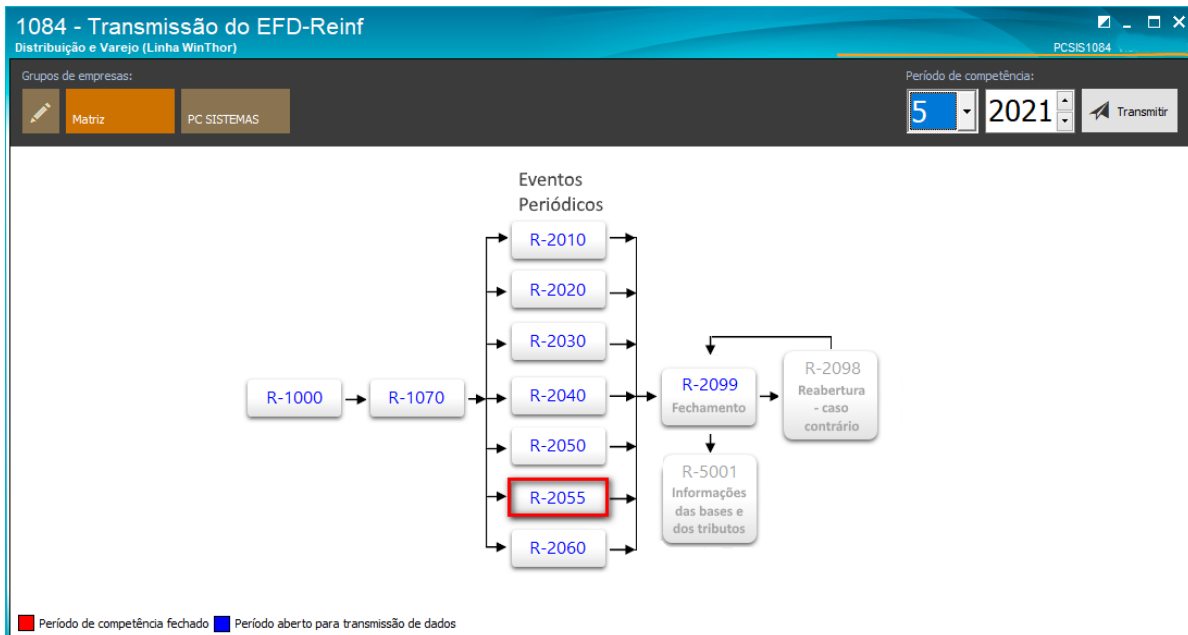 1084 - Transmissão do EFD-Reinf
Distribuição e Varejo (Linha WinThor)
PCSIS1084
Grupos de empresas:
Período de competência:
Matriz
PC SISTEMAS
5
2021
Transmitir
Eventos
Periódicos
R-2010
R-2020
R-2030
R-2040
R-2050
R-2055
R-2060
R-1000
R-1070
R-2099
Fechamento
R-2098
Reabertura
- caso
contrário
R-5001
Informações
das bases e
dos tributos
Período de competência fechado
Período aberto para transmissão de dados